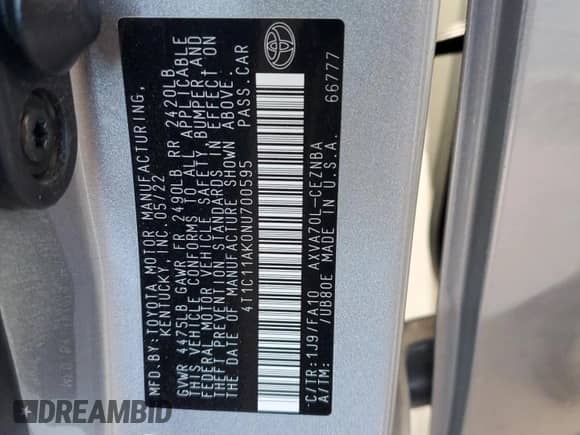 MFD.BY:TOYOTA MOTOR MANUFACTURING,
KENTUCKY, INC. 05/22
GVWR 4475LB GAWR FR 2490LB RR 2420LB
THIS VEHICLE CONFORMS TO ALL APPLICABLE
FEDERAL MOTOR VEHICLE SAFETY, BUMPER, AND
THEFT PREVENTION STANDARDS IN EFFECT ON
THE DATE OF MANUFACTURE SHOWN ABOVE.
4T1C11AK0NU700595 PASS.CAR
C/TR:1J9/FA10 AXVA70L-CEZNBA
A/TM: /UB80E MADE IN U.S.A. 66777
DREAMBID